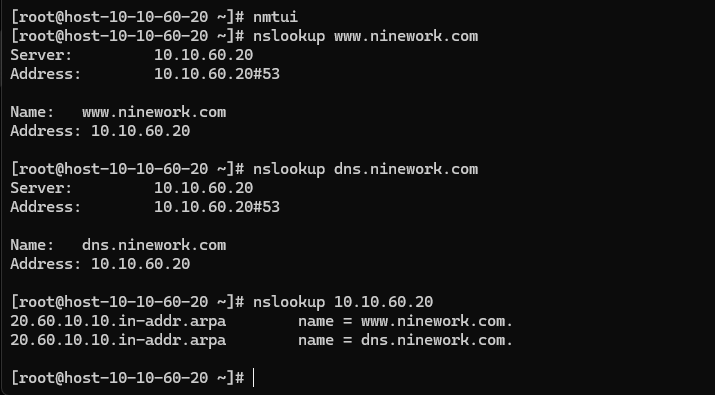 [root@host-10-10-60-20 ~]# nmtui
[root@host-10-10-60-20 ~]# nslookup www.ninework.com
Server:         10.10.60.20
Address:        10.10.60.20#53

Name:   www.ninework.com
Address: 10.10.60.20

[root@host-10-10-60-20 ~]# nslookup dns.ninework.com
Server:         10.10.60.20
Address:        10.10.60.20#53

Name:   dns.ninework.com
Address: 10.10.60.20

[root@host-10-10-60-20 ~]# nslookup 10.10.60.20
20.60.10.10.in-addr.arpa        name = www.ninework.com.
20.60.10.10.in-addr.arpa        name = dns.ninework.com.

[root@host-10-10-60-20 ~]#